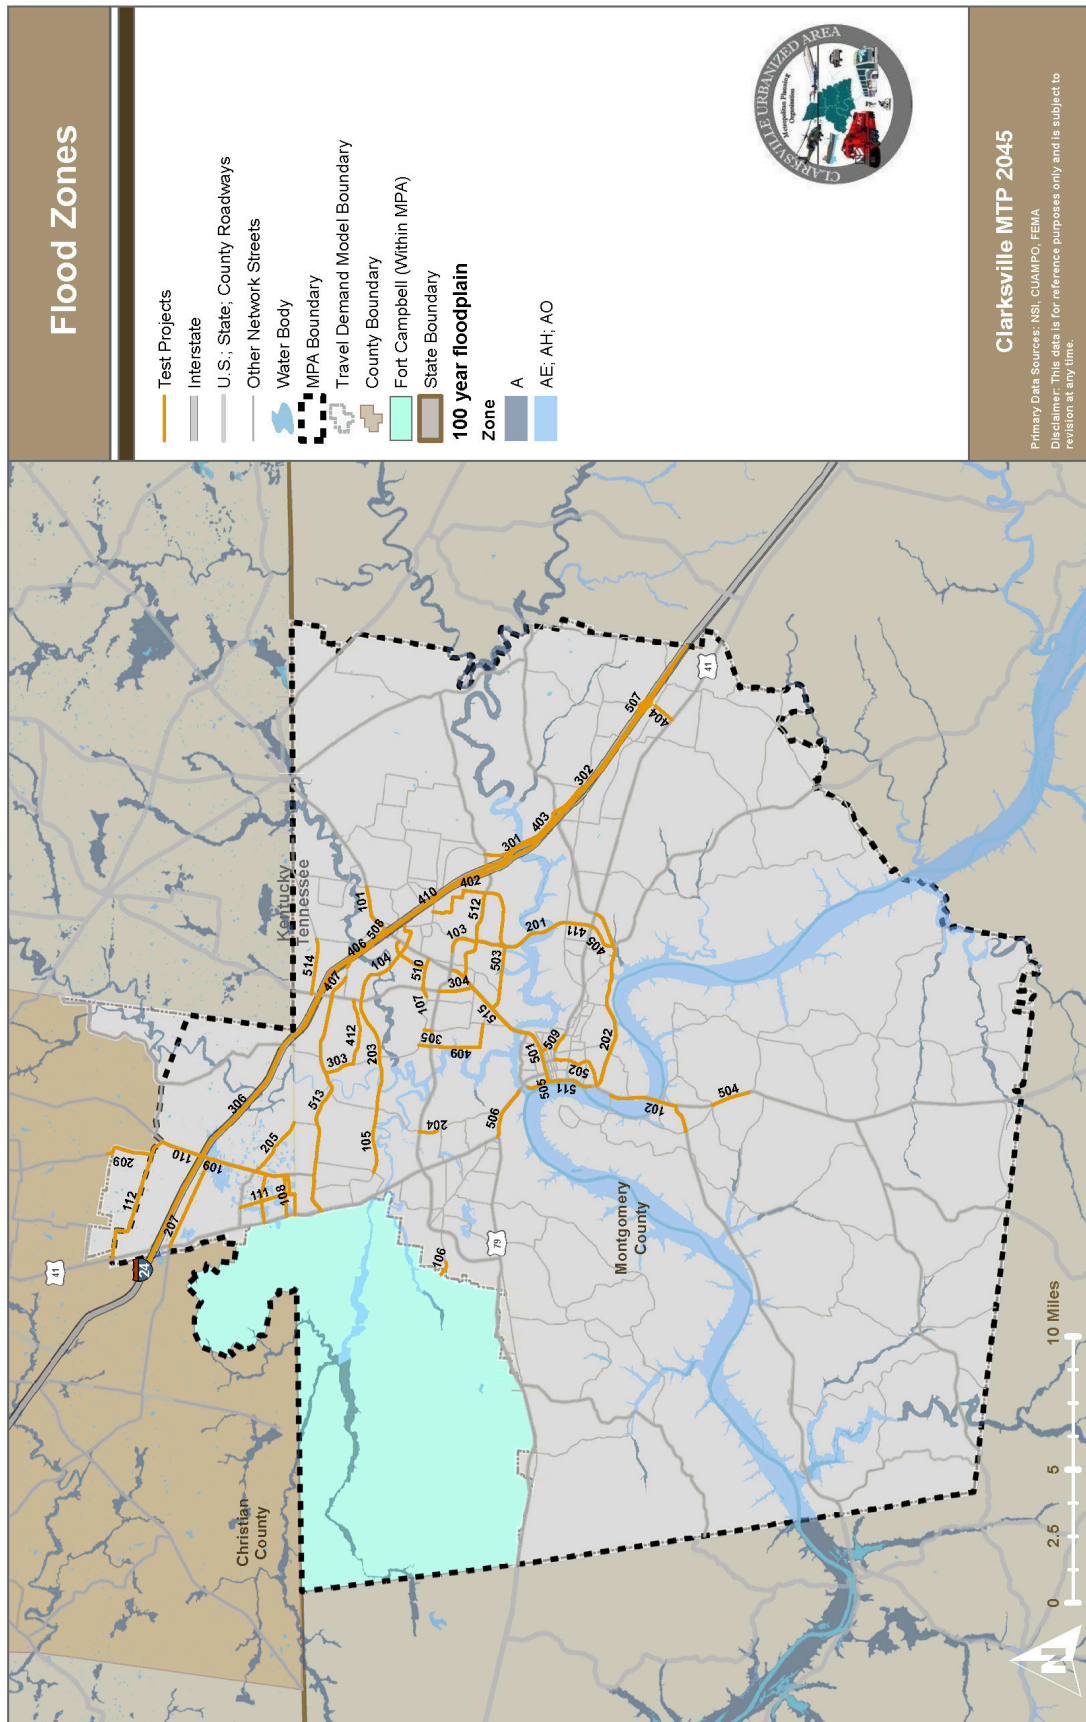 Flood Zones
Test Projects
Interstate
U.S.; State; County Roadways
Other Network Streets
Water Body
MPA Boundary
Travel Demand Model Boundary
County Boundary
Fort Campbell (Within MPA)
State Boundary
100 year floodplain
Zone
A
AE; AH; AO
CLARKSVILLE URBANIZED AREA
Metropolitan Planning
Organization
Clarksville MTP 2045
Primary Data Sources: NSI, CUAMPO, FEMA
Disclaimer: This data is for reference purposes only and is subject to
revision at any time.
Christian
County
Kentucky
Tennessee
Montgomery
County
41
24
79
41
209
112
110
109
207
306
205
111
108
513
303
412
203
105
204
106
514
407
406
508
101
104
410
402
301
403
302
507
404
103
512
510
107
304
503
201
411
405
305
409
515
501
509
502
202
505
511
506
102
504
0
2.5
5
10 Miles
N